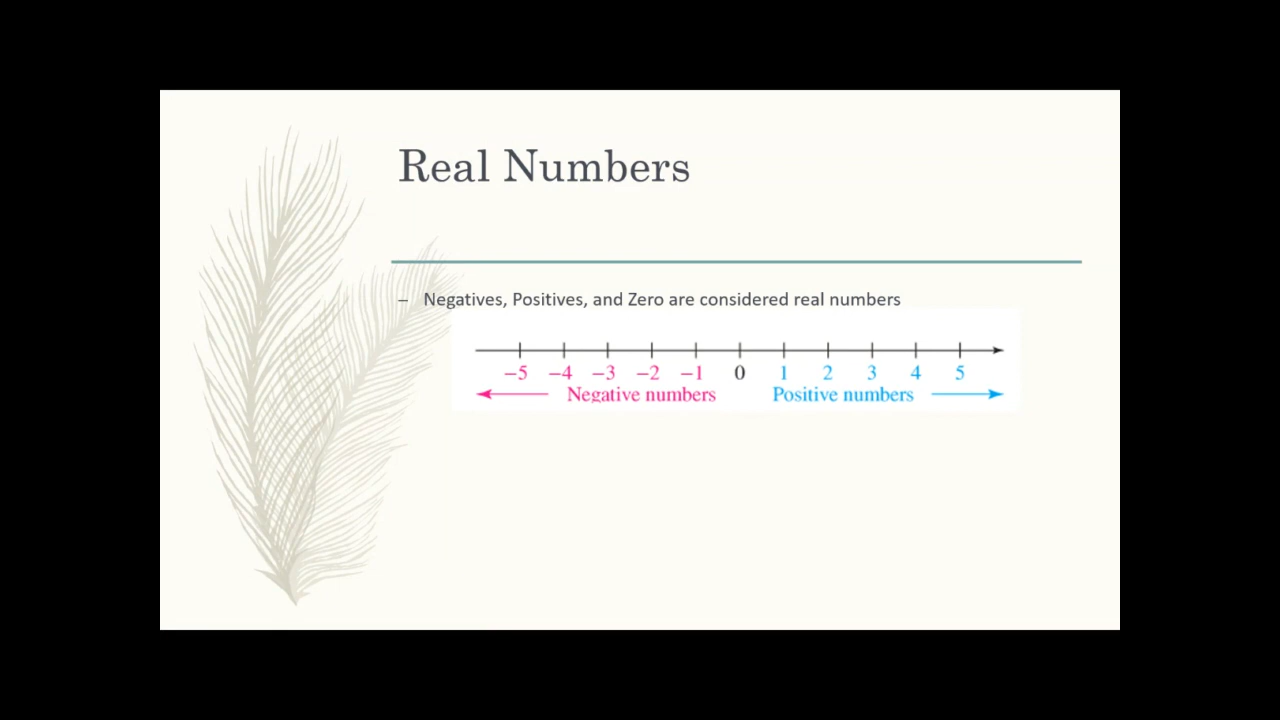 Real Numbers
– Negatives, Positives, and Zero are considered real numbers
−5 −4 −3 −2 −1 0 1 2 3 4 5
Negative numbers Positive numbers